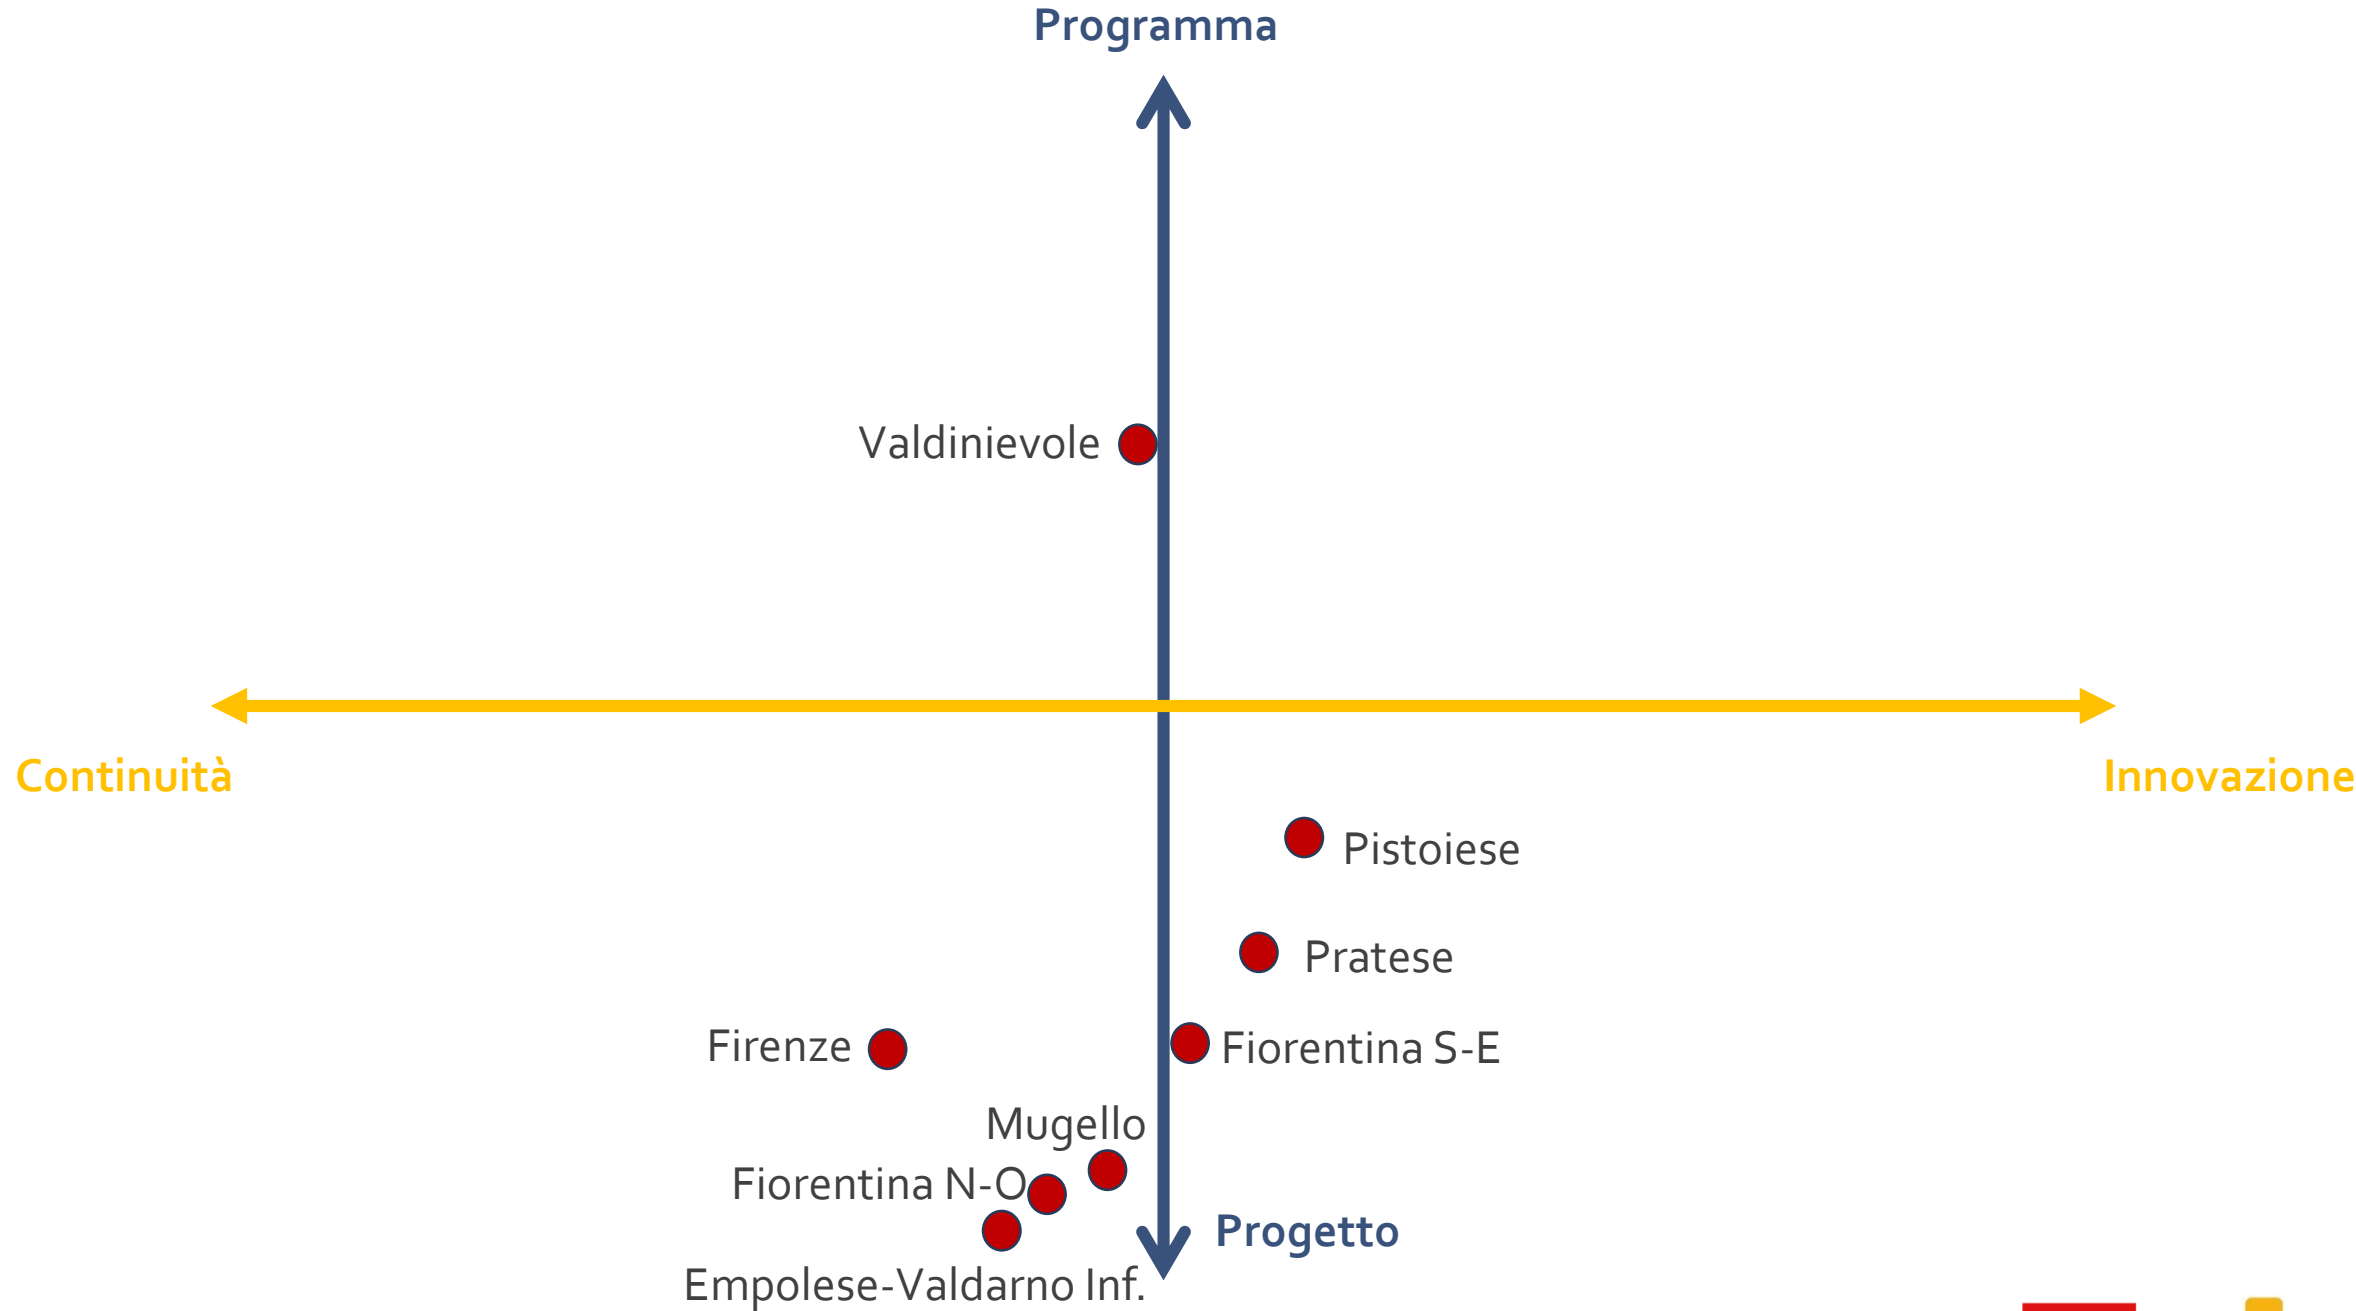 Programma
Valdinievole
Continuità
Innovazione
Pistoiese
Pratese
Firenze
Fiorentina S-E
Mugello
Fiorentina N-O
Progetto
Empolese-Valdarno Inf.